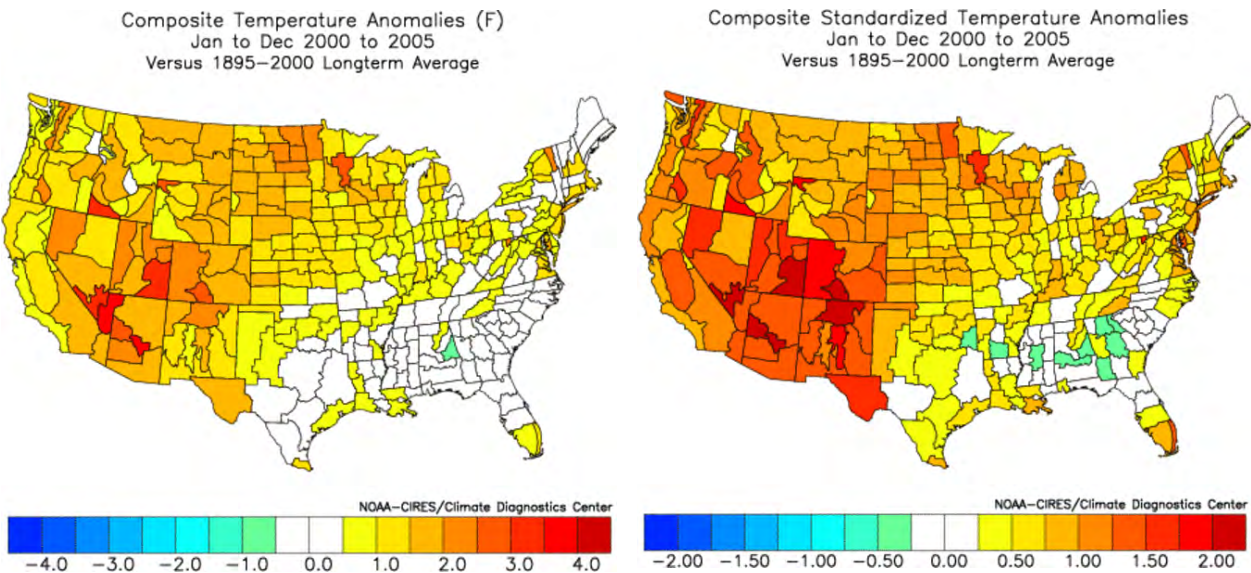 Composite Temperature Anomalies (F)
Jan to Dec 2000 to 2005
Versus 1895−2000 Longterm Average
NOAA−CIRES/Climate Diagnostics Center
−4.0 −3.0 −2.0 −1.0 0.0 1.0 2.0 3.0 4.0
Composite Standardized Temperature Anomalies
Jan to Dec 2000 to 2005
Versus 1895−2000 Longterm Average
NOAA−CIRES/Climate Diagnostics Center
−2.00 −1.50 −1.00 −0.50 0.00 0.50 1.00 1.50 2.00